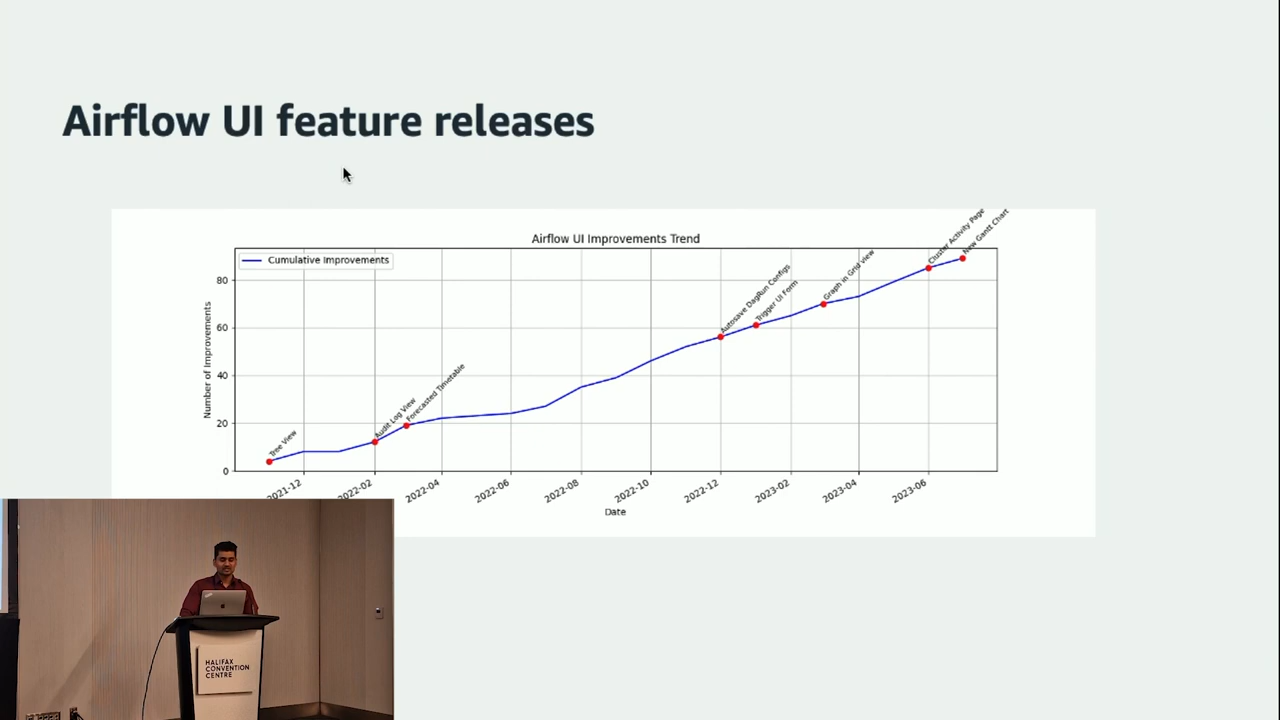 Airflow UI feature releases
Airflow UI Improvements Trend
Cumulative Improvements
Number of Improvements
80
60
40
20
0
Tree View
Audit Log View
Forecasted Timetable
Autosave DagRun Configs
Trigger UI Form
Graph in Grid view
Cluster Activity Page
New Gantt Chart
2021-12
2022-02
2022-04
2022-06
2022-08
2022-10
2022-12
2023-02
2023-04
2023-06
Date
HALIFAX
CONVENTION
CENTRE